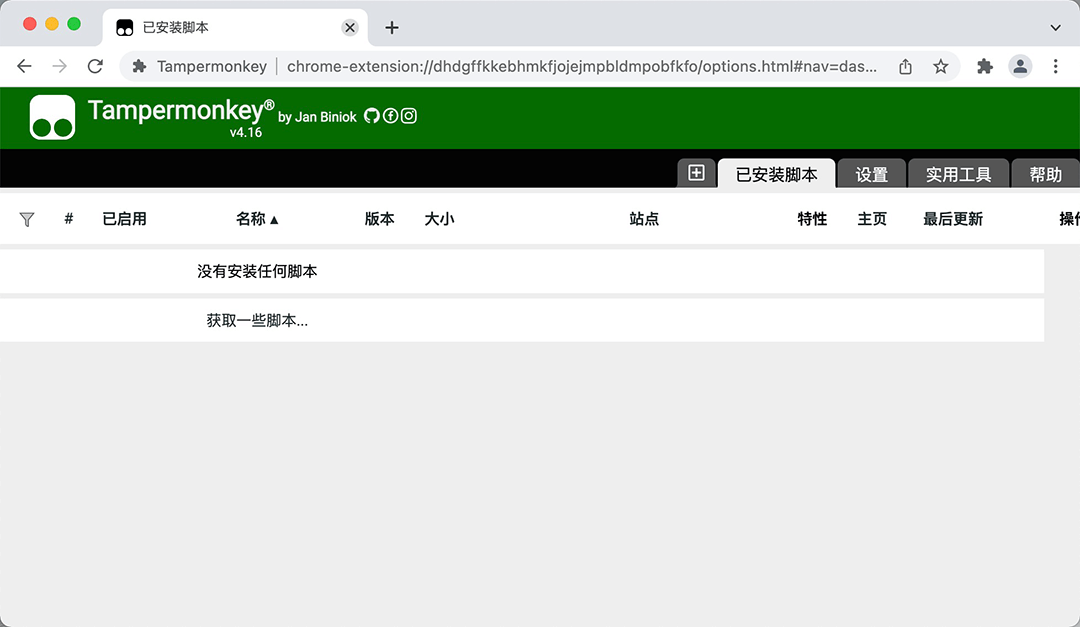 已安装脚本
Tampermonkey chrome-extension://dhdgffkkebhmkfjojejmpbldmpobfkfo/options.html#nav=das...
Tampermonkey® by Jan Biniok
v4.16
已安装脚本 设置 实用工具 帮助
# 已启用 名称▲ 版本 大小 站点 特性 主页 最后更新 操作
没有安装任何脚本
获取一些脚本...